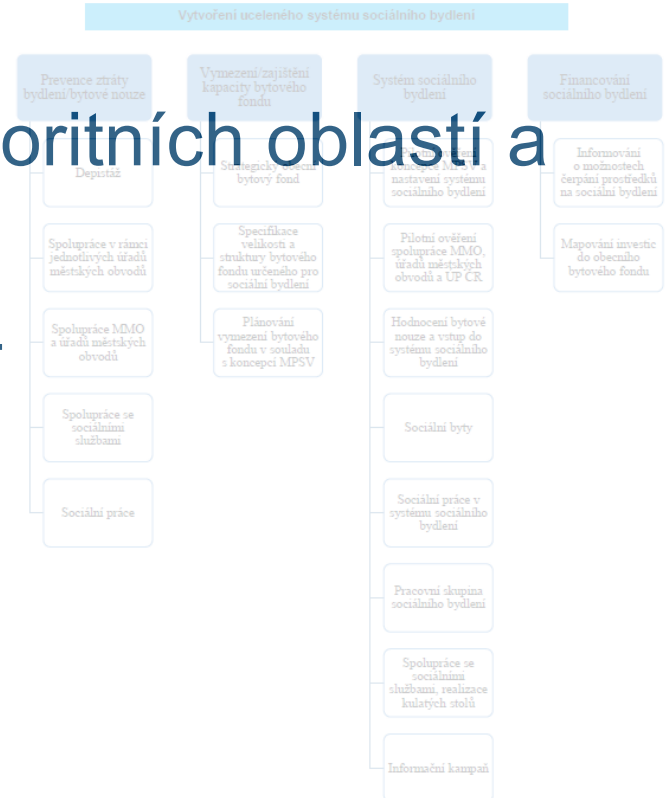 Vytvoření uceleného systému sociálního bydlení
oritních oblastí a
Prevence ztráty
bydlení/bytové nouze
Depistáž
Spolupráce v rámci
jednotlivých úřadů
městských obvodů
Spolupráce MMO
a úřadů městských
obvodů
Spolupráce se
sociálními
službami
Sociální práce
Vymezení/zajištění
kapacity bytového
fondu
Strategický obecní
bytový fond
Specifikace
velikosti a
struktury bytového
fondu určeného pro
sociální bydlení
Plánování
vymezení bytového
fondu v souladu
s koncepcí MPSV
Systém sociálního
bydlení
Pilotní ověření
koncepce MPSV a
nastavení systému
sociálního bydlení
Pilotní ověření
spolupráce MMO,
úřadů městských
obvodů a UP ČR
Hodnocení bytové
nouze a vstup do
systému sociálního
bydlení
Sociální byty
Sociální práce v
systému sociálního
bydlení
Pracovní skupina
sociálního bydlení
Spolupráce se
sociálními
službami, realizace
kulatých stolů
Informační kampaň
Financování
sociálního bydlení
Informování
o možnostech
čerpání prostředků
na sociální bydlení
Mapování investic
do obecního
bytového fondu